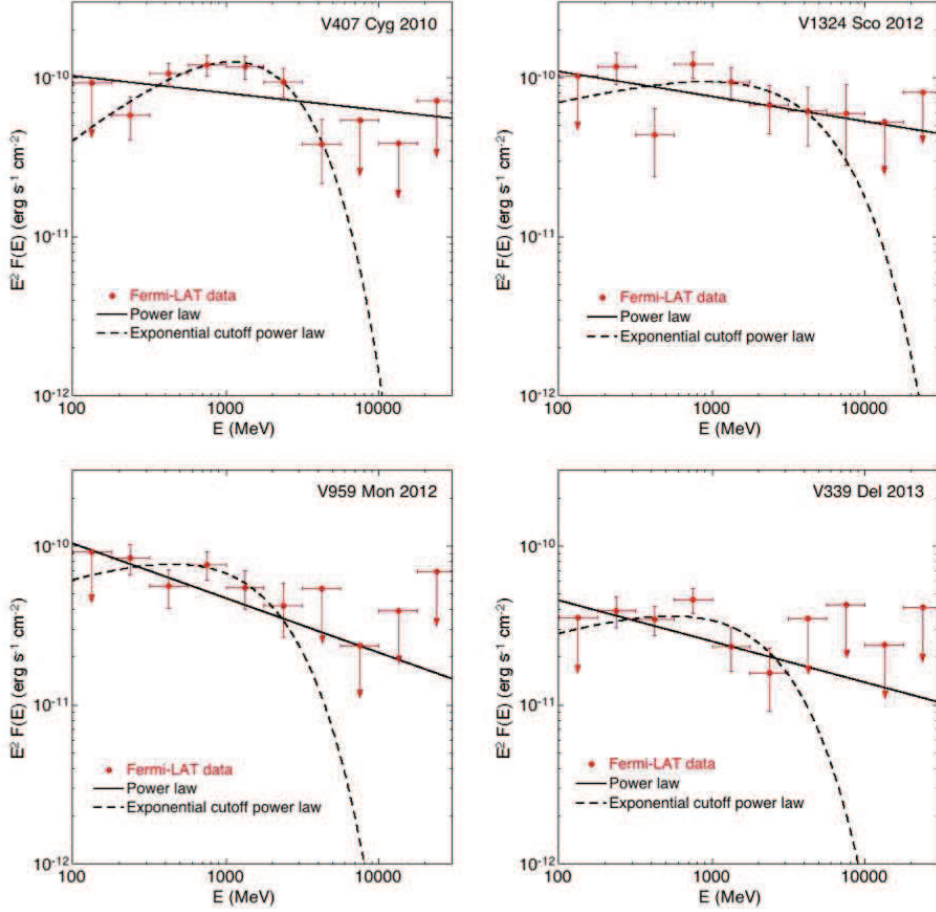 V407 Cyg 2010
E² F(E) (erg s⁻¹ cm⁻²)
10⁻¹⁰
10⁻¹¹
10⁻¹²
Fermi-LAT data
Power law
Exponential cutoff power law
100 1000 10000
E (MeV)
V1324 Sco 2012
E² F(E) (erg s⁻¹ cm⁻²)
10⁻¹⁰
10⁻¹¹
10⁻¹²
Fermi-LAT data
Power law
Exponential cutoff power law
100 1000 10000
E (MeV)
V959 Mon 2012
E² F(E) (erg s⁻¹ cm⁻²)
10⁻¹⁰
10⁻¹¹
10⁻¹²
Fermi-LAT data
Power law
Exponential cutoff power law
100 1000 10000
E (MeV)
V339 Del 2013
E² F(E) (erg s⁻¹ cm⁻²)
10⁻¹⁰
10⁻¹¹
10⁻¹²
Fermi-LAT data
Power law
Exponential cutoff power law
100 1000 10000
E (MeV)